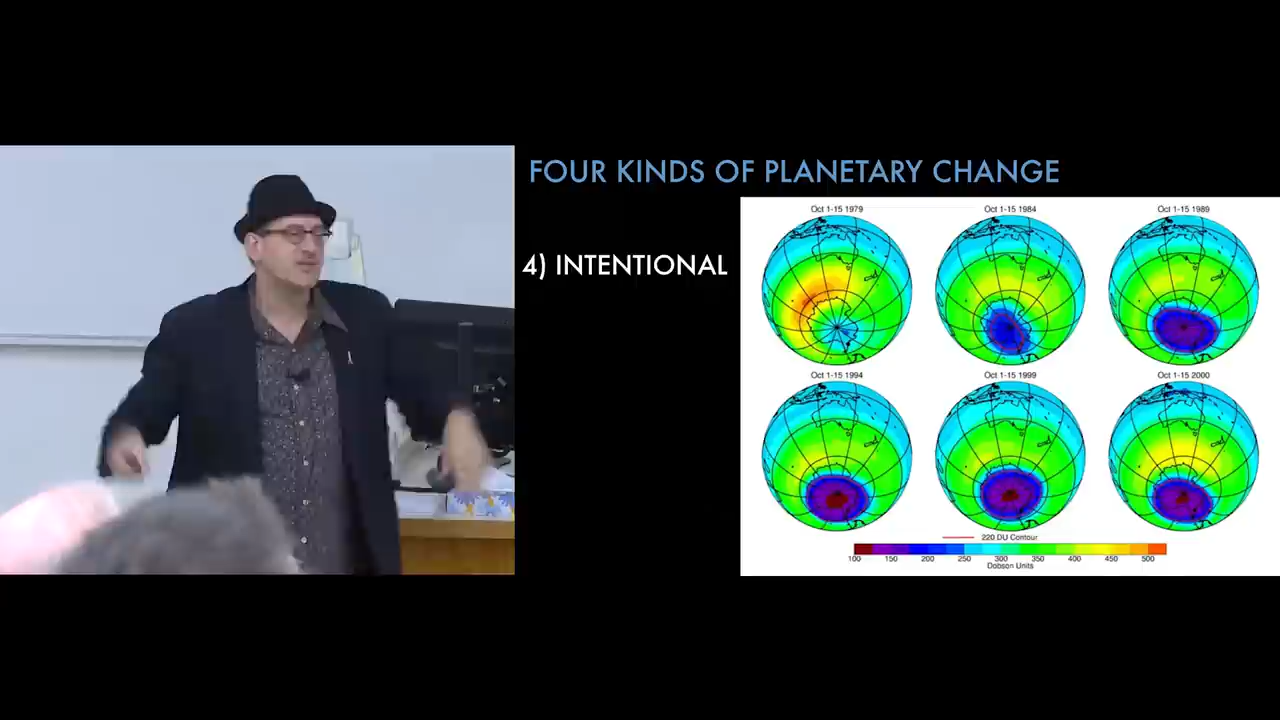 FOUR KINDS OF PLANETARY CHANGE
4) INTENTIONAL
Oct 1-15 1979
Oct 1-15 1984
Oct 1-15 1989
Oct 1-15 1994
Oct 1-15 1999
Oct 1-15 2000
220 DU Contour
100 150 200 250 300 350 400 450 500
Dobson Units